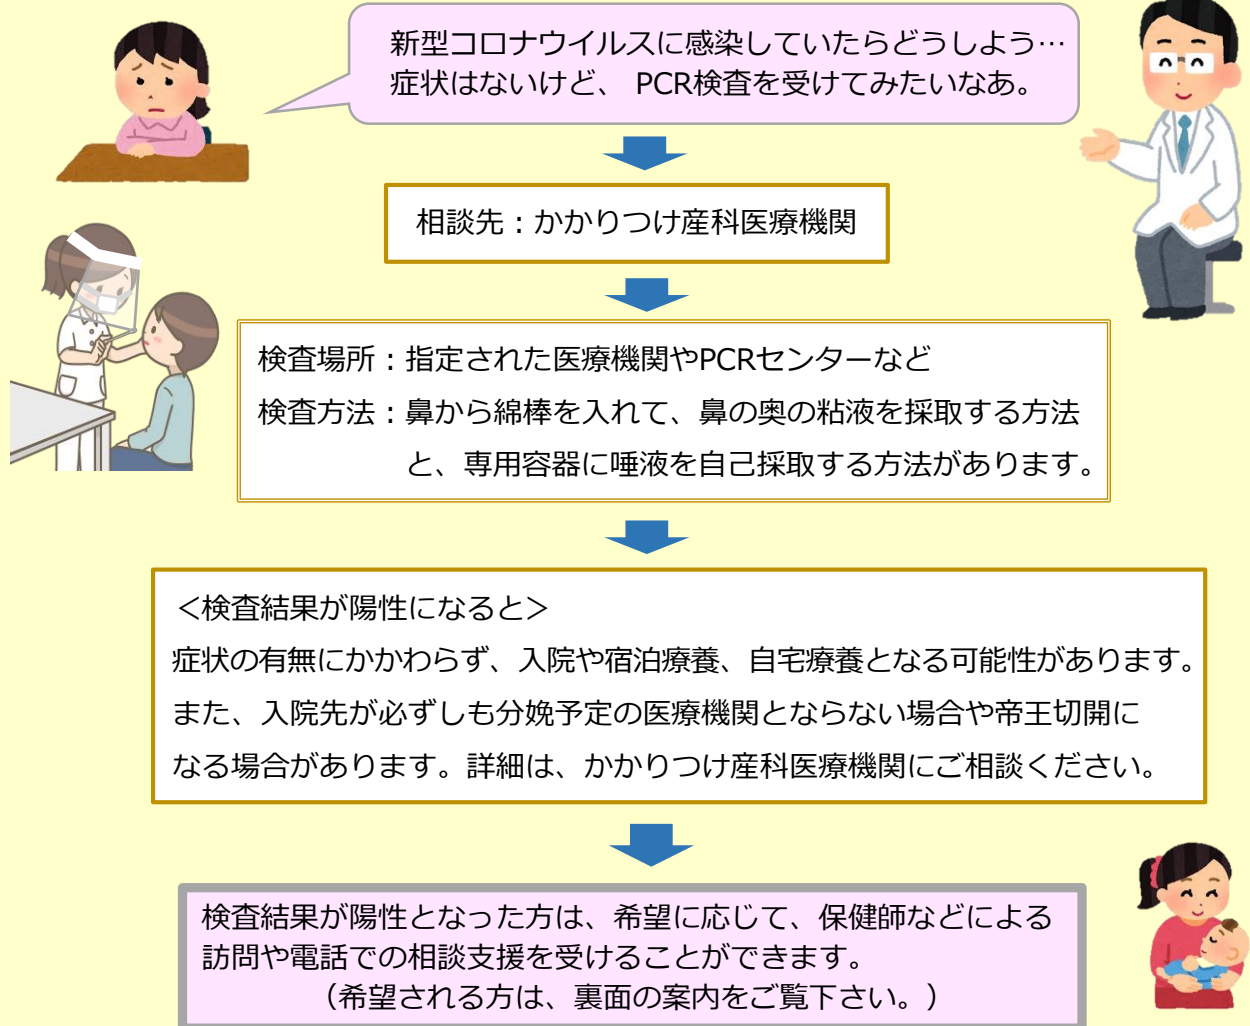 新型コロナウイルスに感染していたらどうしよう…
症状はないけど、 PCR検査を受けてみたいなあ。
相談先：かかりつけ産科医療機関
検査場所：指定された医療機関やPCRセンターなど
検査方法：鼻から綿棒を入れて、鼻の奥の粘液を採取する方法
と、専用容器に唾液を自己採取する方法があります。
＜検査結果が陽性になると＞
症状の有無にかかわらず、入院や宿泊療養、自宅療養となる可能性があります。
また、入院先が必ずしも分娩予定の医療機関とならない場合や帝王切開に
なる場合があります。詳細は、かかりつけ産科医療機関にご相談ください。
検査結果が陽性となった方は、希望に応じて、保健師などによる
訪問や電話での相談支援を受けることができます。
（希望される方は、裏面の案内をご覧下さい。）